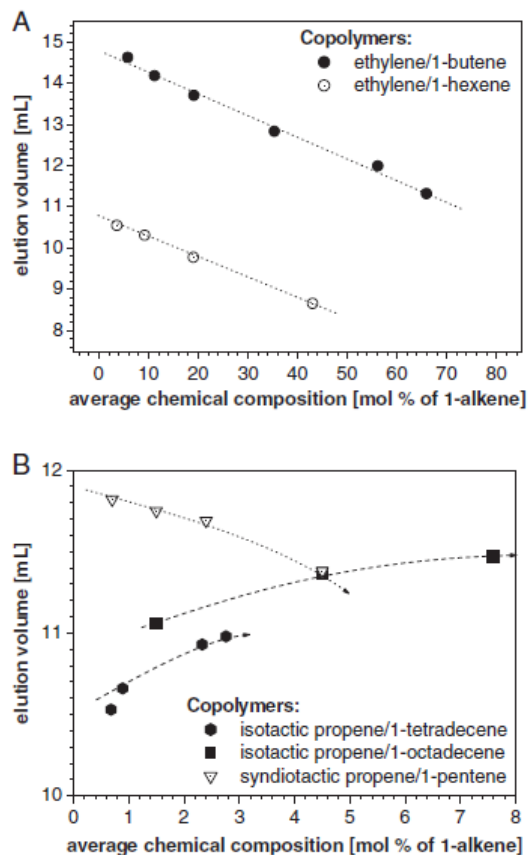 A
15
14
13
12
11
10
9
8
elution volume [mL]
Copolymers:
ethylene/1-butene
ethylene/1-hexene
0 10 20 30 40 50 60 70 80
average chemical composition [mol % of 1-alkene]
B
12
11
10
elution volume [mL]
Copolymers:
isotactic propene/1-tetradecene
isotactic propene/1-octadecene
syndiotactic propene/1-pentene
0 1 2 3 4 5 6 7 8
average chemical composition [mol % of 1-alkene]